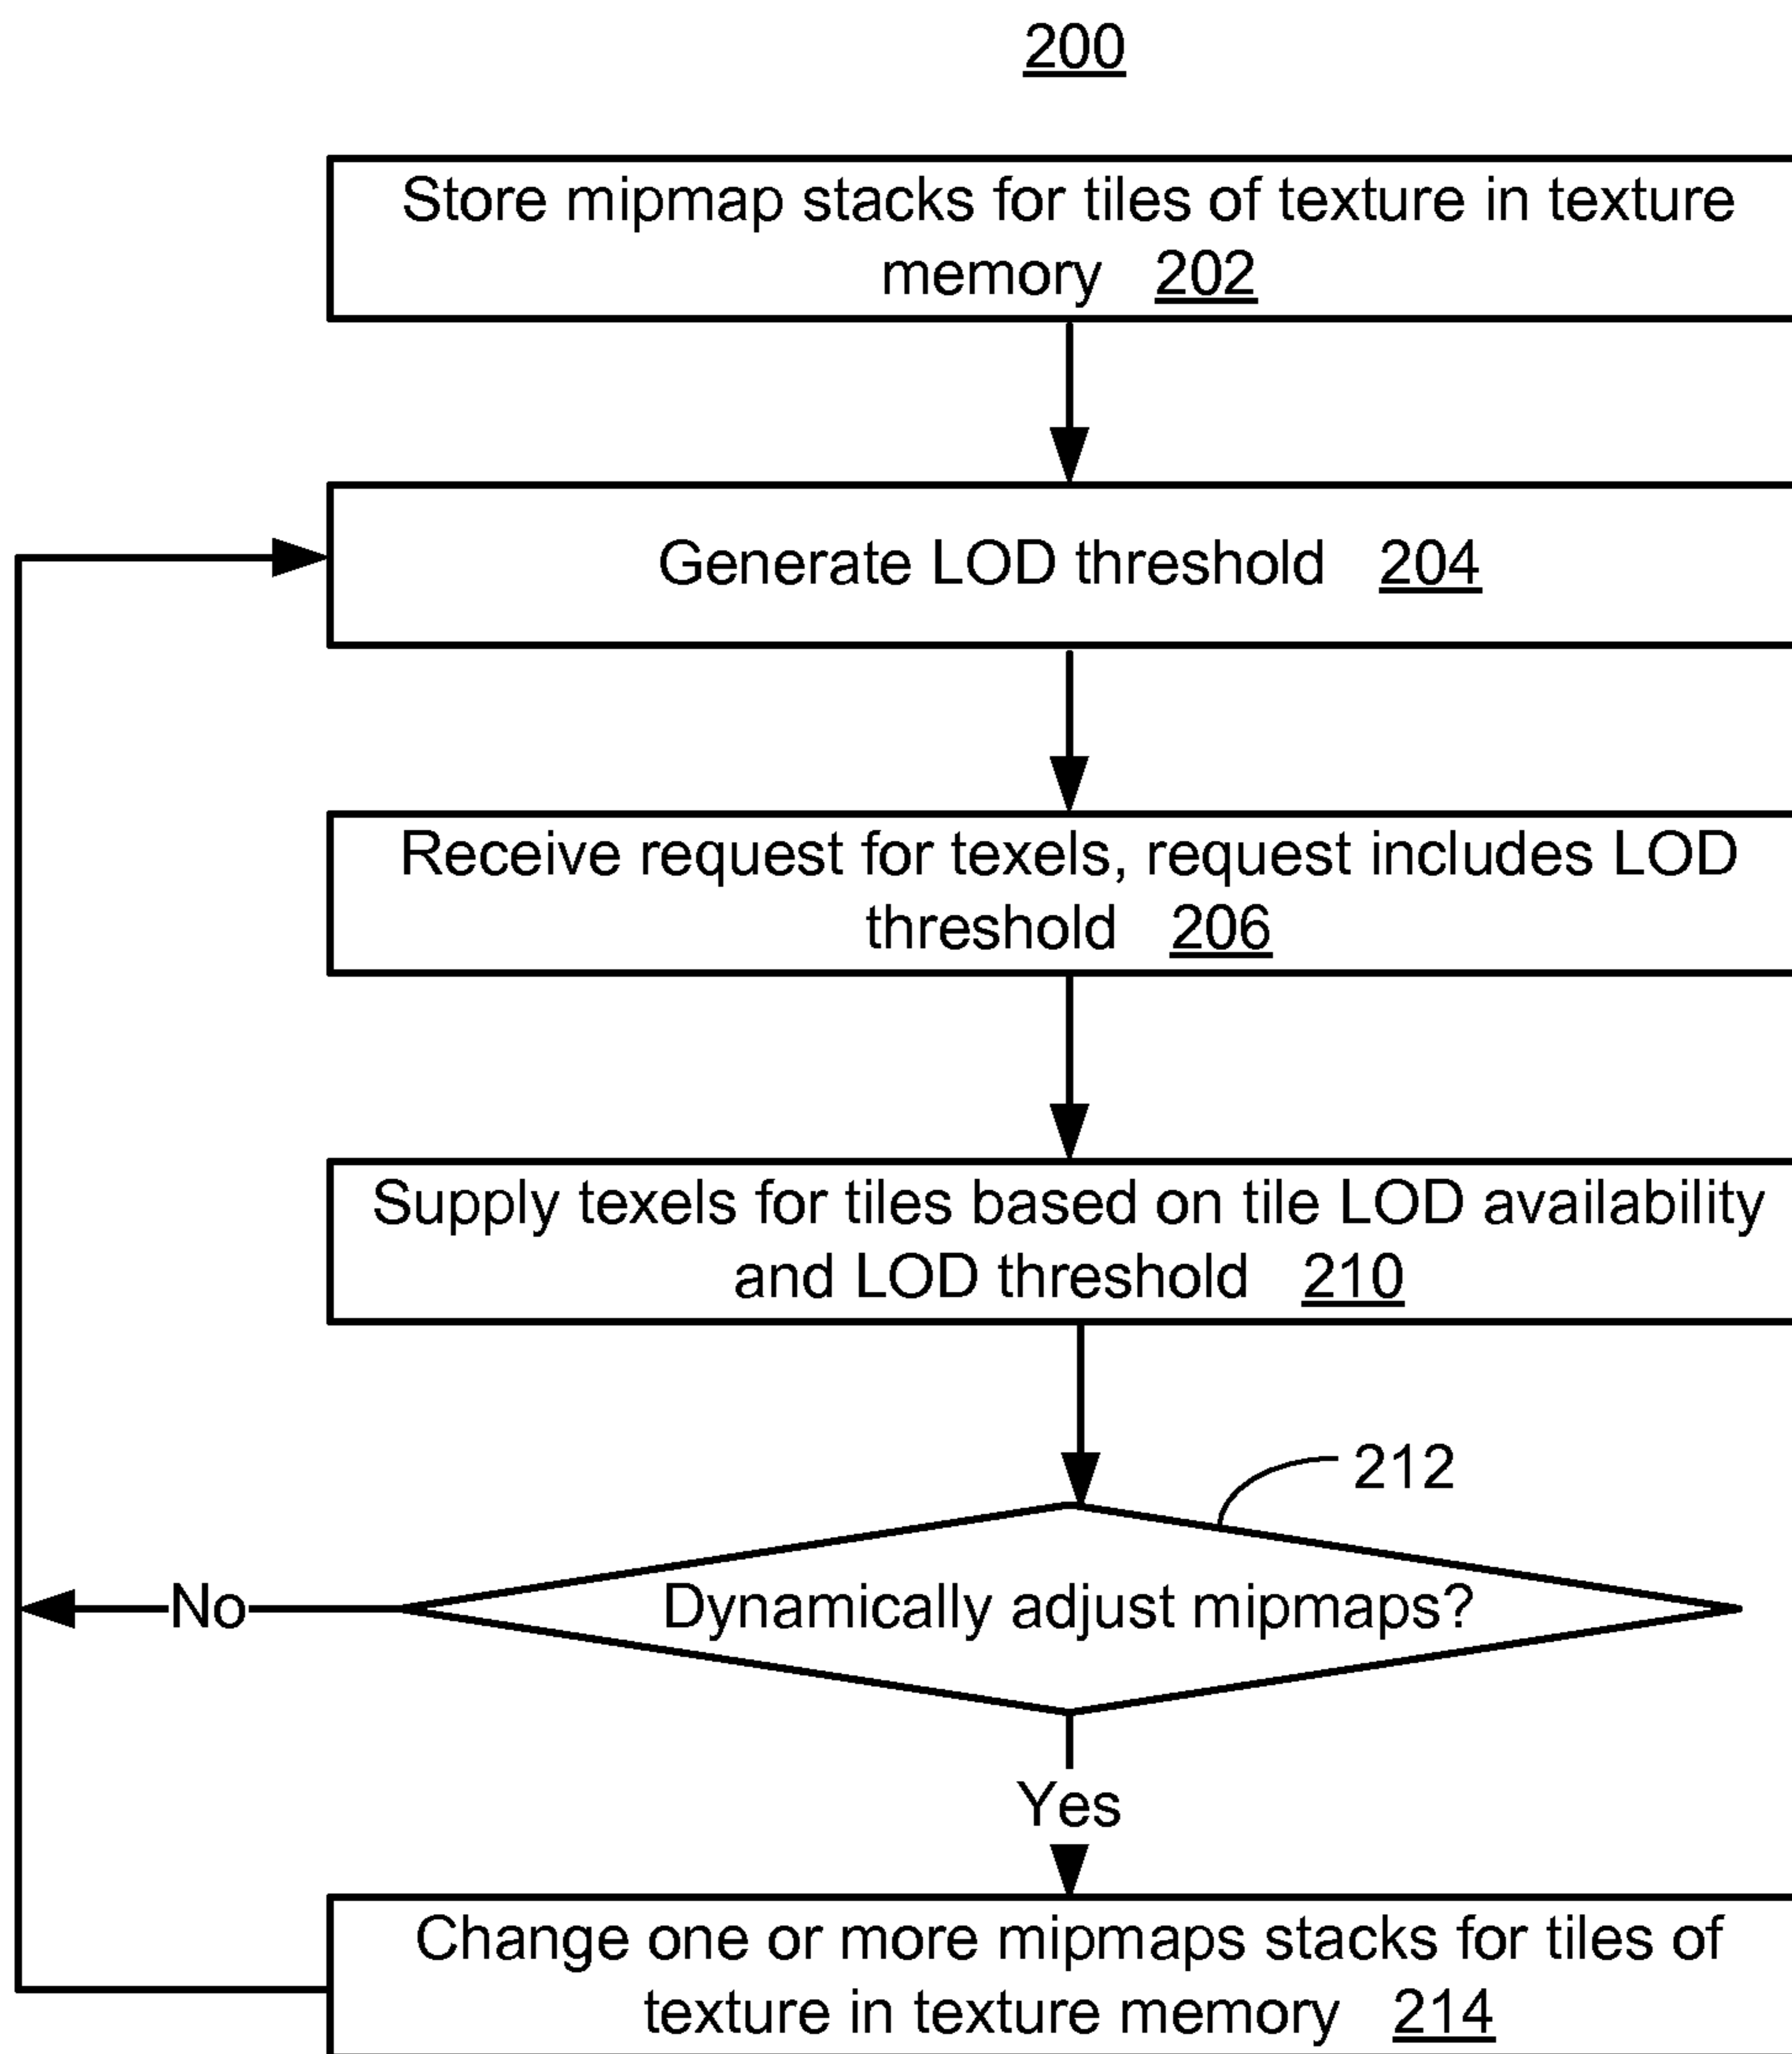 200
Store mipmap stacks for tiles of texture in texture
memory 202
Generate LOD threshold 204
Receive request for texels, request includes LOD
threshold 206
Supply texels for tiles based on tile LOD availability
and LOD threshold 210
212
Dynamically adjust mipmaps?
No
Yes
Change one or more mipmaps stacks for tiles of
texture in texture memory 214